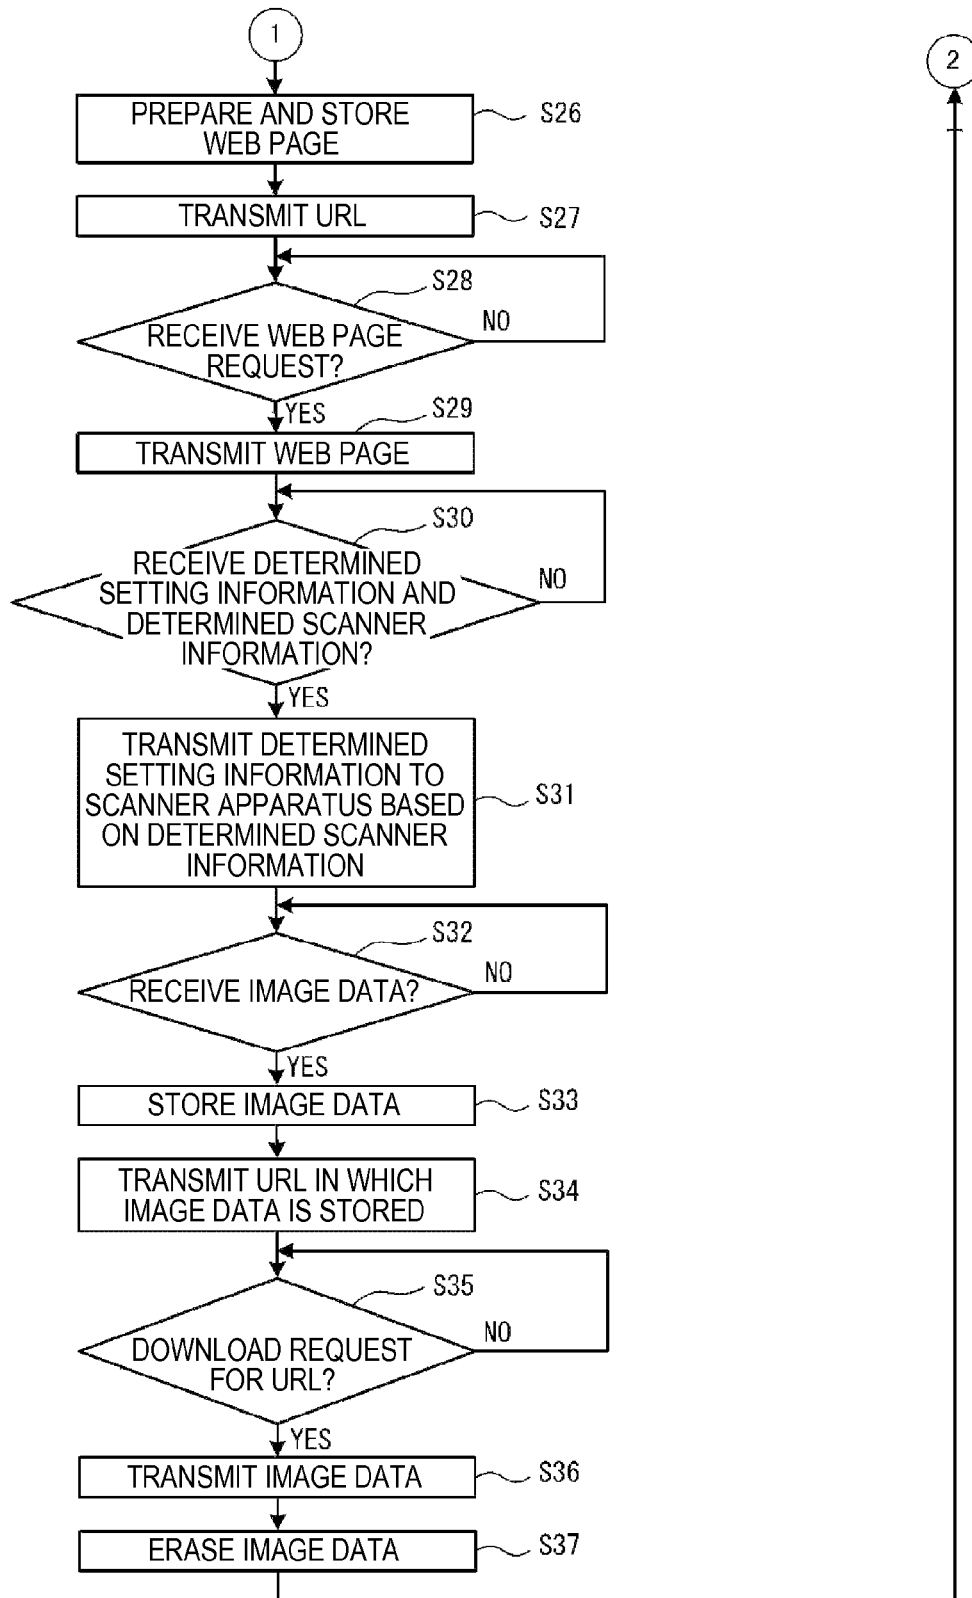 1
2
PREPARE AND STORE
WEB PAGE
S26
TRANSMIT URL
S27
S28
RECEIVE WEB PAGE
REQUEST?
NO
YES
S29
TRANSMIT WEB PAGE
S30
RECEIVE DETERMINED
SETTING INFORMATION AND
DETERMINED SCANNER
INFORMATION?
NO
YES
TRANSMIT DETERMINED
SETTING INFORMATION TO
SCANNER APPARATUS BASED
ON DETERMINED SCANNER
INFORMATION
S31
S32
RECEIVE IMAGE DATA?
NO
YES
STORE IMAGE DATA
S33
TRANSMIT URL IN WHICH
IMAGE DATA IS STORED
S34
S35
DOWNLOAD REQUEST
FOR URL?
NO
YES
TRANSMIT IMAGE DATA
S36
ERASE IMAGE DATA
S37